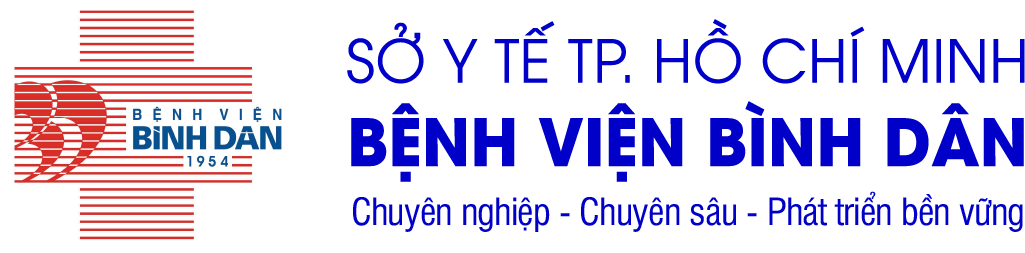 BỆNH VIỆN
BÌNH DÂN
1954
SỞ Y TẾ TP. HỒ CHÍ MINH
BỆNH VIỆN BÌNH DÂN
Chuyên nghiệp - Chuyên sâu - Phát triển bền vững